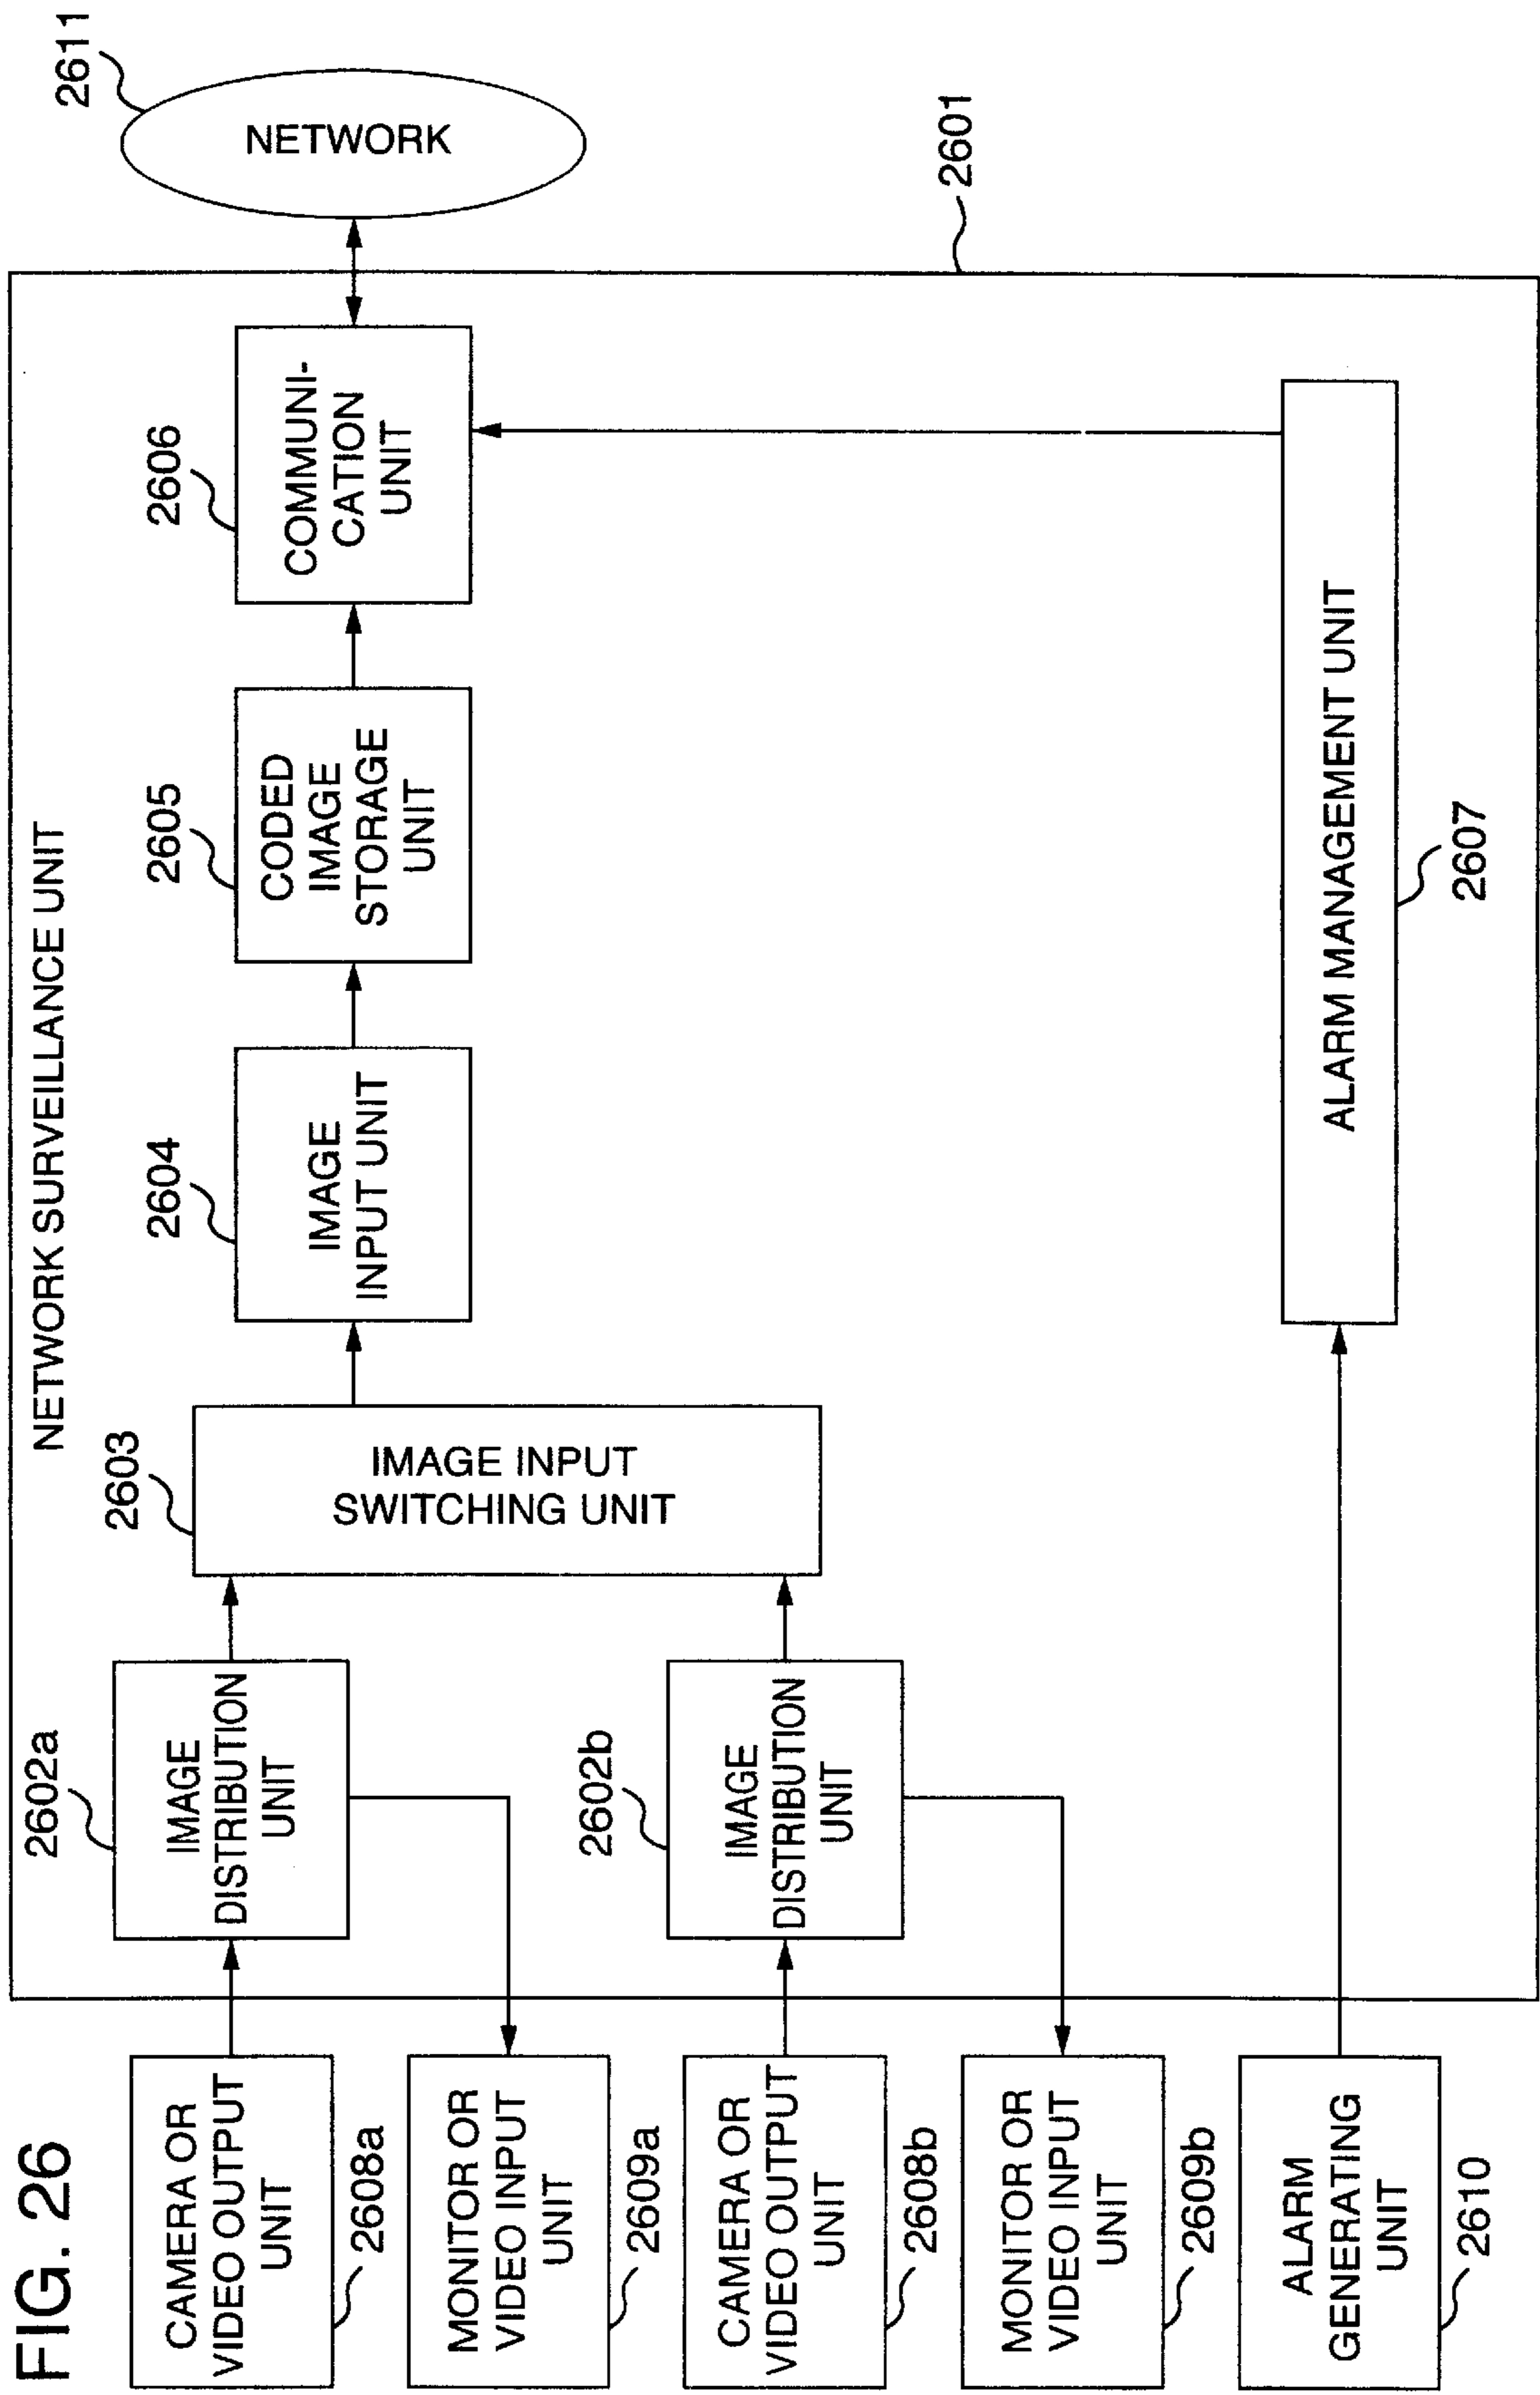 FIG. 26
NETWORK SURVEILLANCE UNIT
2601
CAMERA OR
VIDEO OUTPUT
UNIT
2608a
2602a
IMAGE
DISTRIBUTION
UNIT
MONITOR OR
VIDEO INPUT
UNIT
2609a
2603
IMAGE INPUT
SWITCHING UNIT
2604
IMAGE
INPUT UNIT
2605
CODED
IMAGE
STORAGE
UNIT
2606
COMMUNI-
CATION
UNIT
2611
NETWORK
CAMERA OR
VIDEO OUTPUT
UNIT
2608b
2602b
IMAGE
DISTRIBUTION
UNIT
MONITOR OR
VIDEO INPUT
UNIT
2609b
ALARM
GENERATING
UNIT
2610
ALARM MANAGEMENT UNIT
2607